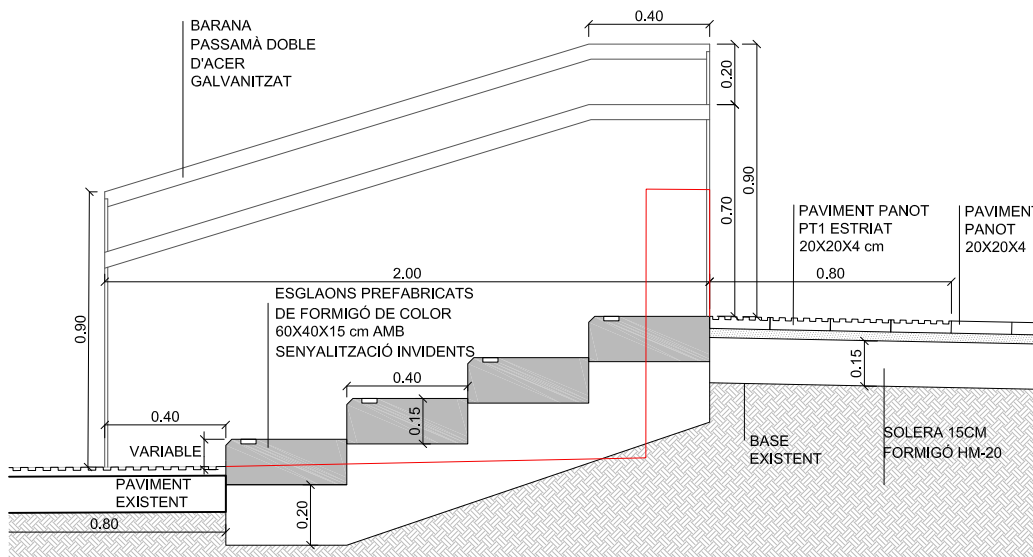 BARANA
PASSAMÀ DOBLE
D'ACER
GALVANITZAT
0.40
0.20
0.90
0.70
PAVIMENT PANOT
PT1 ESTRIAT
20X20X4 cm
PAVIMENT
PANOT
20X20X4
2.00
0.80
ESGLAONS PREFABRICATS
DE FORMIGÓ DE COLOR
60X40X15 cm AMB
SENYALITZACIÓ INVIDENTS
0.90
0.40
0.15
0.15
0.40
VARIABLE
BASE
EXISTENT
SOLERA 15CM
FORMIGÓ HM-20
PAVIMENT
EXISTENT
0.20
0.80